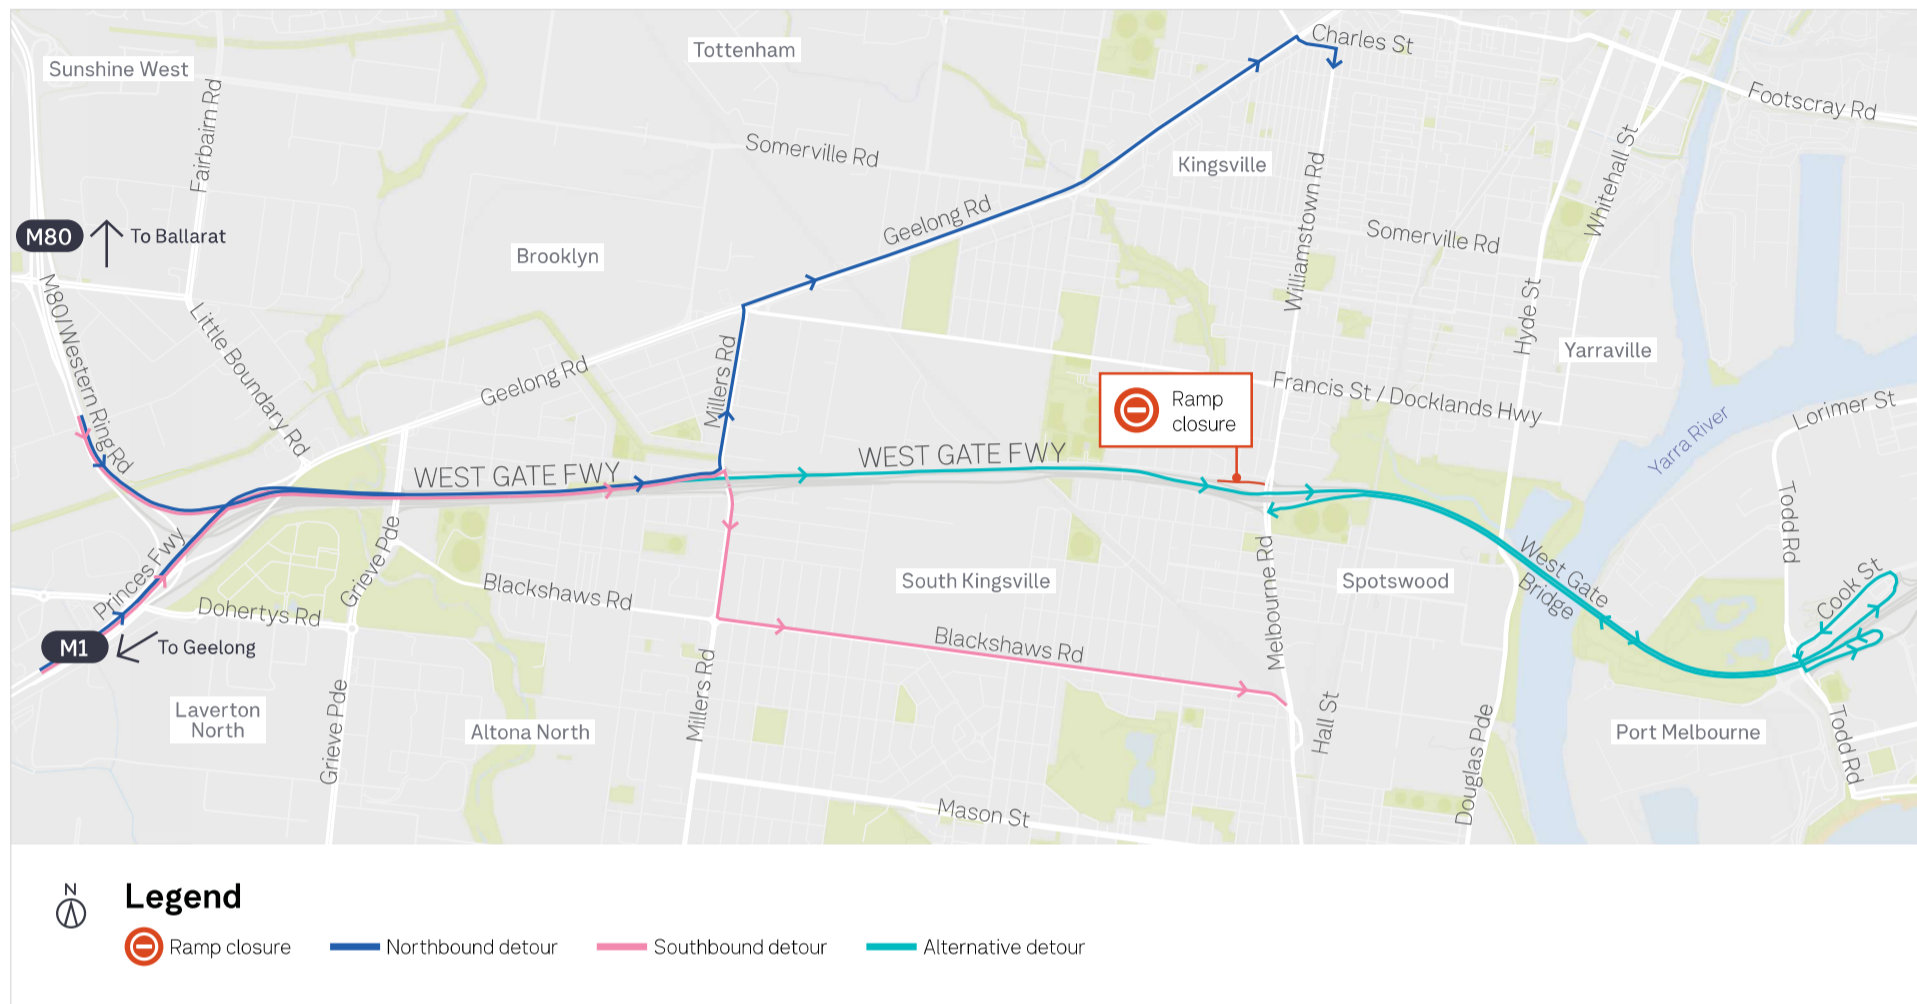 Sunshine West
Tottenham
Charles St
Fairbairn Rd
Footscray Rd
Somerville Rd
Kingsville
Whitehall St
M80
To Ballarat
Geelong Rd
Williamstown Rd
Somerville Rd
Brooklyn
M80/Western Ring Rd
Little Boundary Rd
Hyde St
Yarraville
Geelong Rd
Millers Rd
Ramp
closure
Francis St / Docklands Hwy
Lorimer St
Yarra River
WEST GATE FWY
WEST GATE FWY
Todd Rd
Princes Fwy
Grieve Pde
Blackshaws Rd
South Kingsville
Melbourne Rd
Spotswood
West Gate
Bridge
Cook St
Dohertys Rd
M1
To Geelong
Blackshaws Rd
Laverton
North
Grieve Pde
Altona North
Millers Rd
Hall St
Douglas Pde
Port Melbourne
Todd Rd
Mason St
N
Legend
Ramp closure
Northbound detour
Southbound detour
Alternative detour